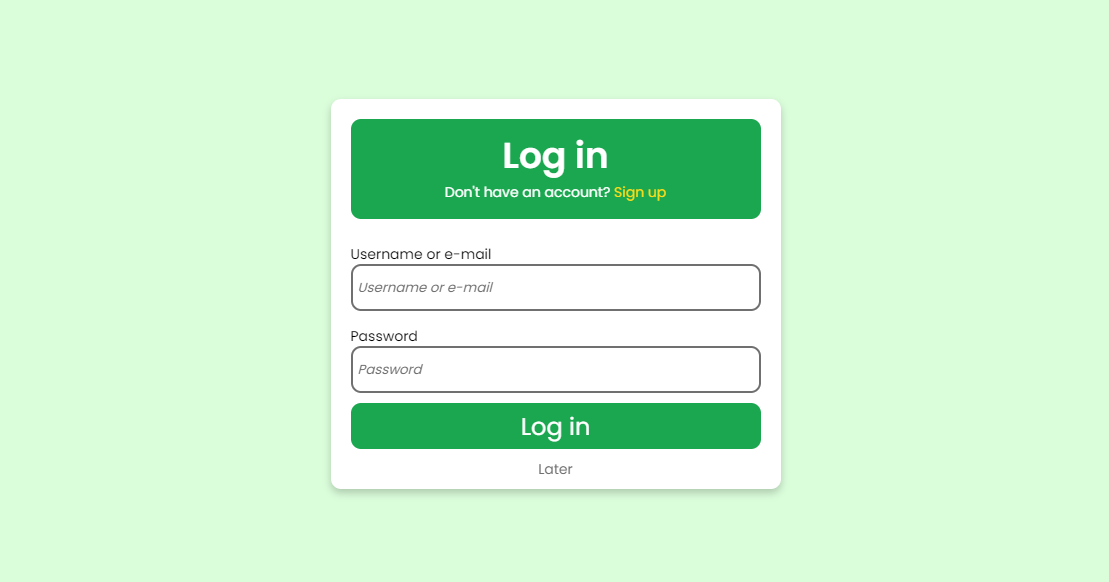 Log in
Don't have an account? Sign up
Username or e-mail
Username or e-mail
Password
Password
Log in
Later